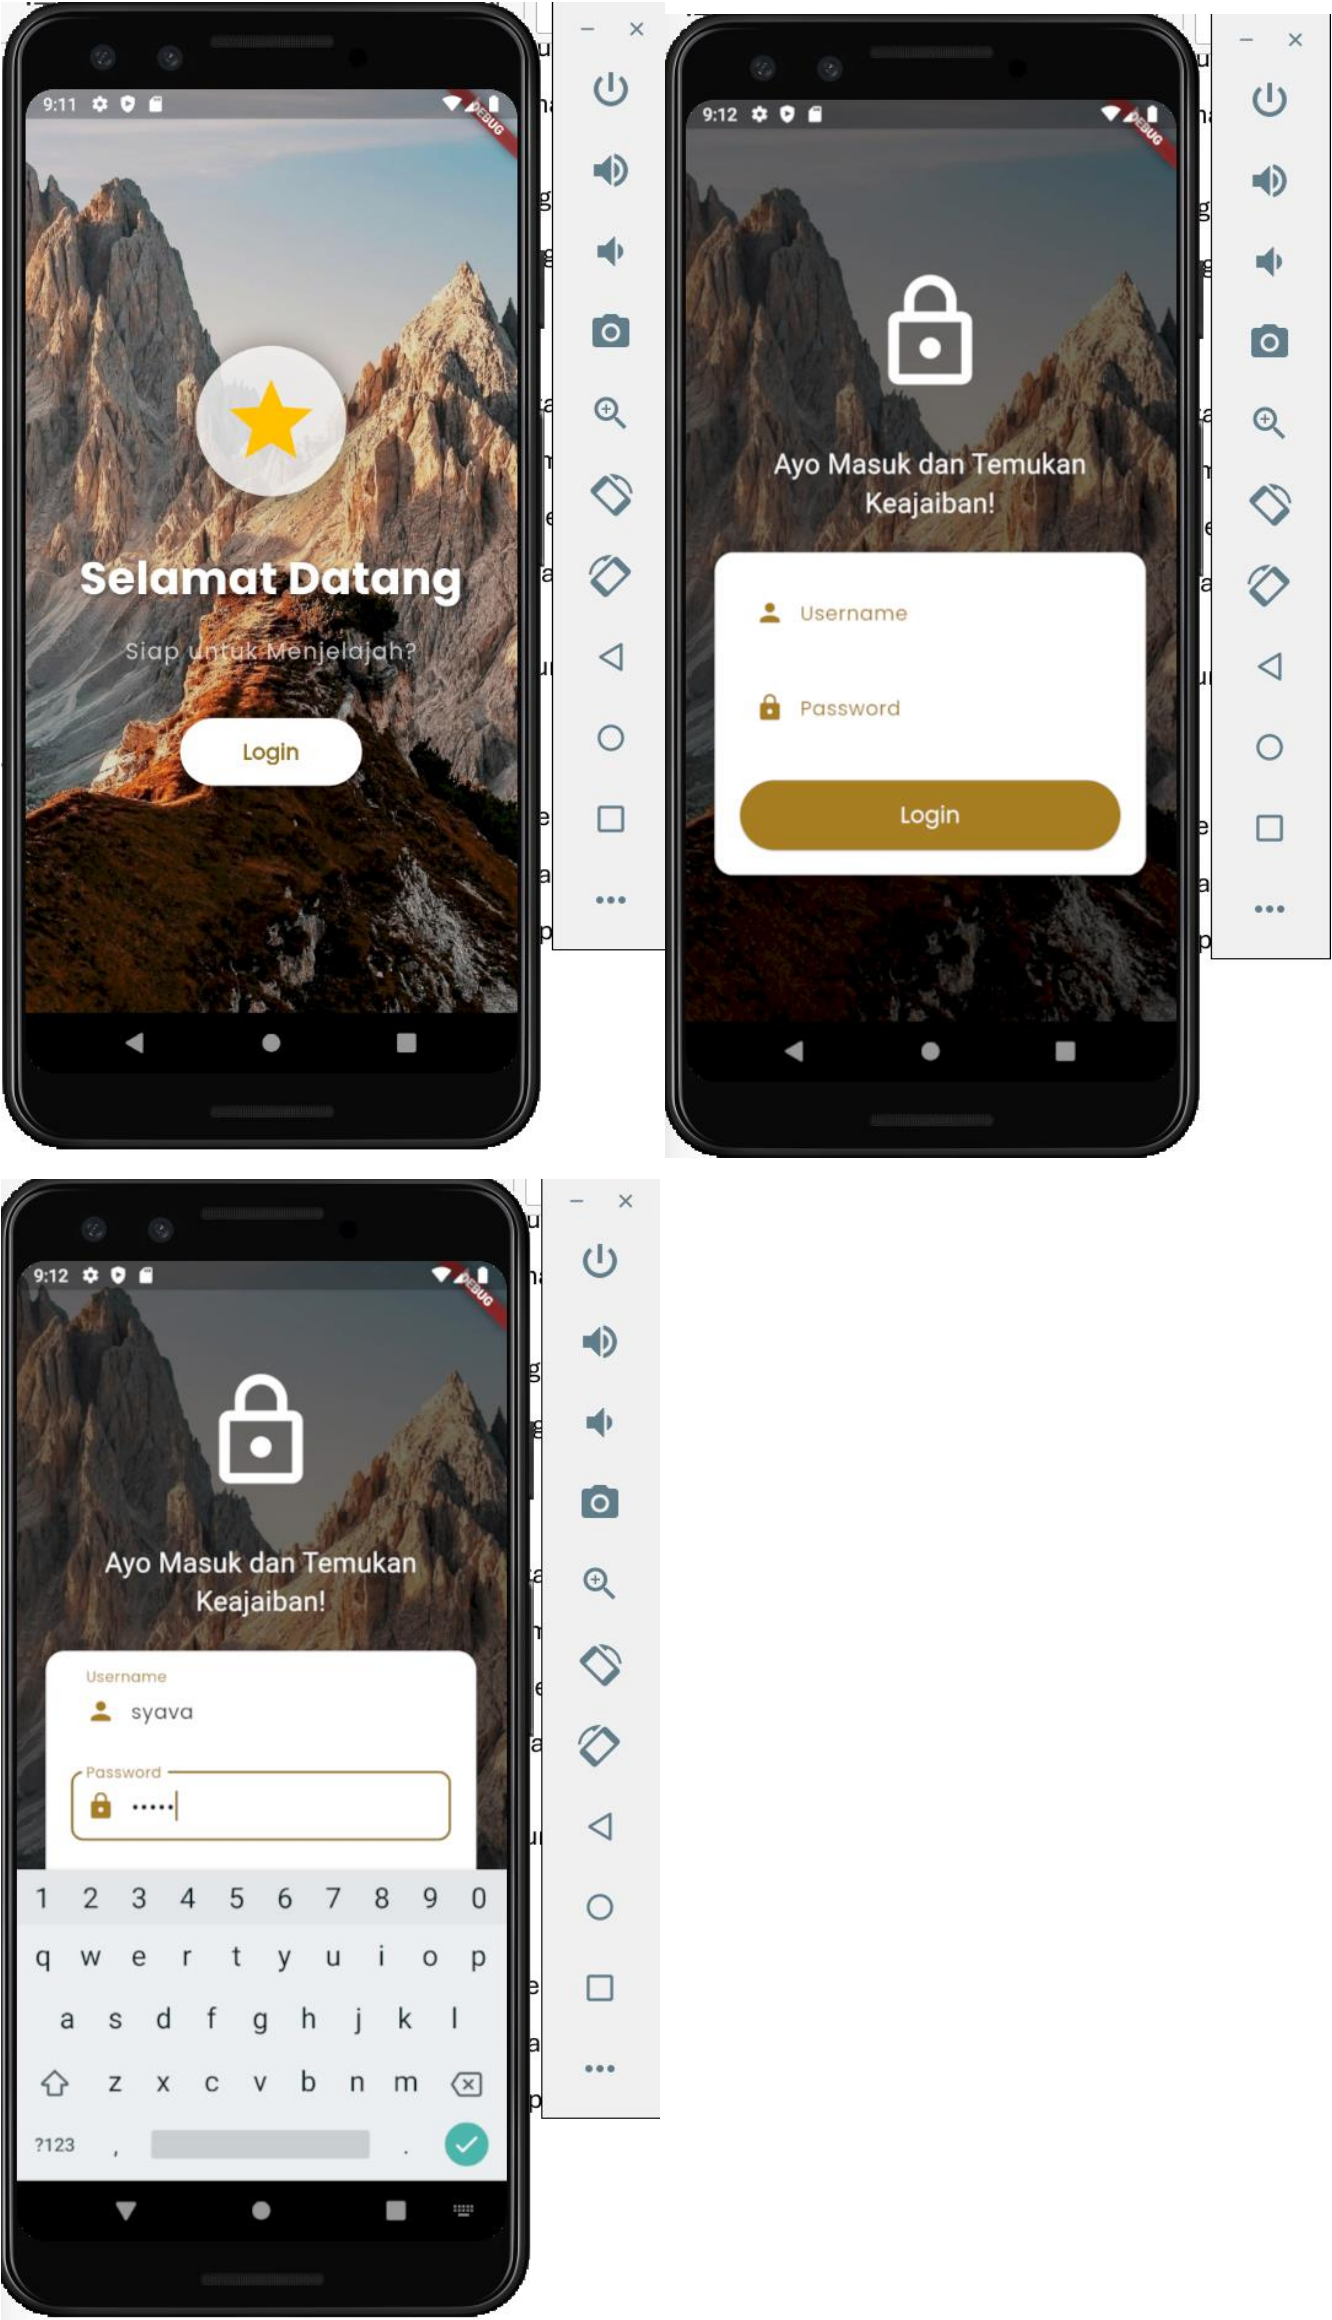 9:11
DEBUG
Selamat Datang
Siap untuk Menjelajah?
Login
9:12
DEBUG
Ayo Masuk dan Temukan
Keajaiban!
Username
Password
Login
9:12
DEBUG
Ayo Masuk dan Temukan
Keajaiban!
Username
syava
Password
•••••
1 2 3 4 5 6 7 8 9 0
q w e r t y u i o p
a s d f g h j k l
z x c v b n m
?123 , .